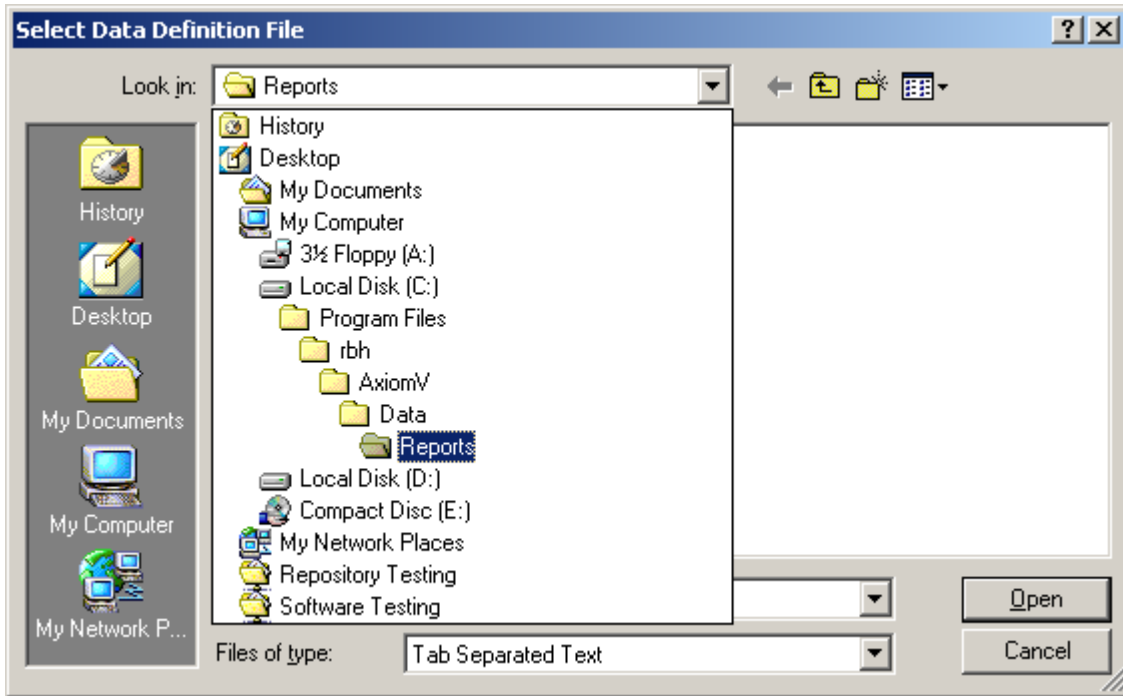 Select Data Definition File
Look in: Reports
History
Desktop
My Documents
My Computer
3½ Floppy (A:)
Local Disk (C:)
Program Files
rbh
AxiomV
Data
Reports
Local Disk (D:)
Compact Disc (E:)
My Network Places
Repository Testing
Software Testing
History
Desktop
My Documents
My Computer
My Network P...
Open
Files of type: Tab Separated Text
Cancel